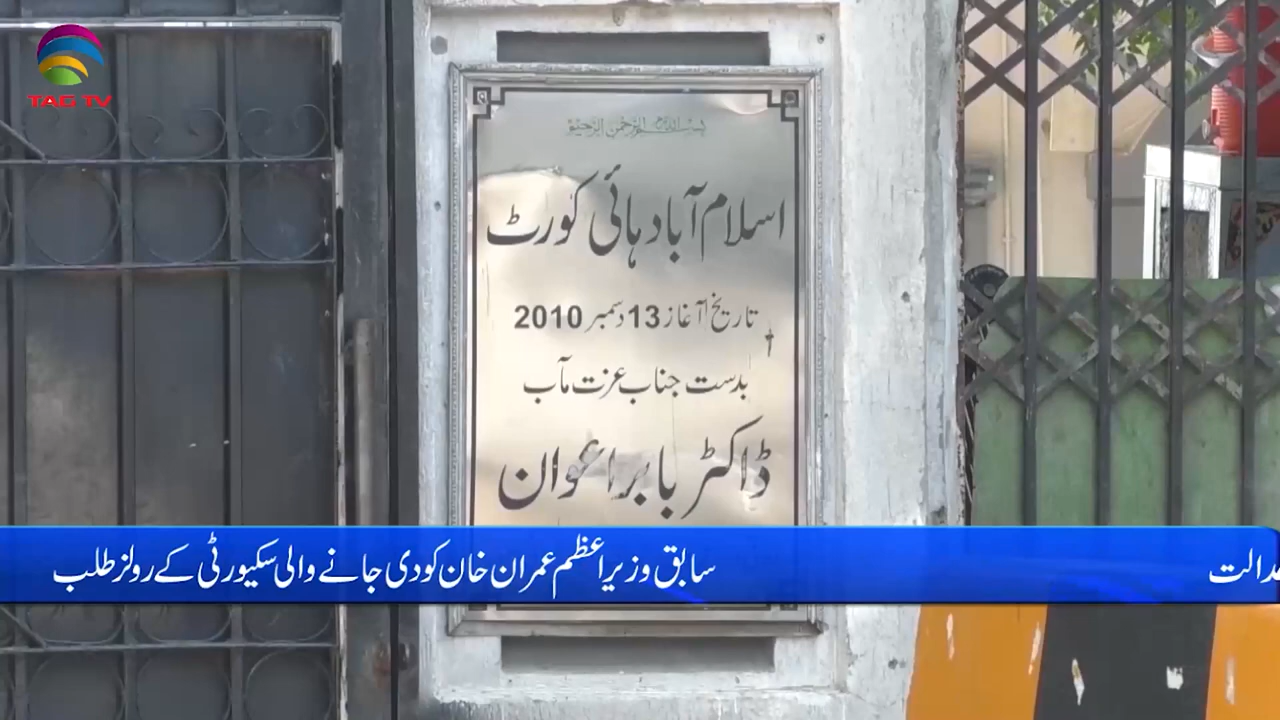 TAG TV
بسم اللہ الرحمن الرحیم
اسلام آباد ہائی کورٹ
تاریخ آغاز 13 دسمبر 2010
بدست جناب عزت مآب
ڈاکٹر بابر اعوان
سابق وزیراعظم عمران خان کو دی جانے والی سکیورٹی کے رولز طلب